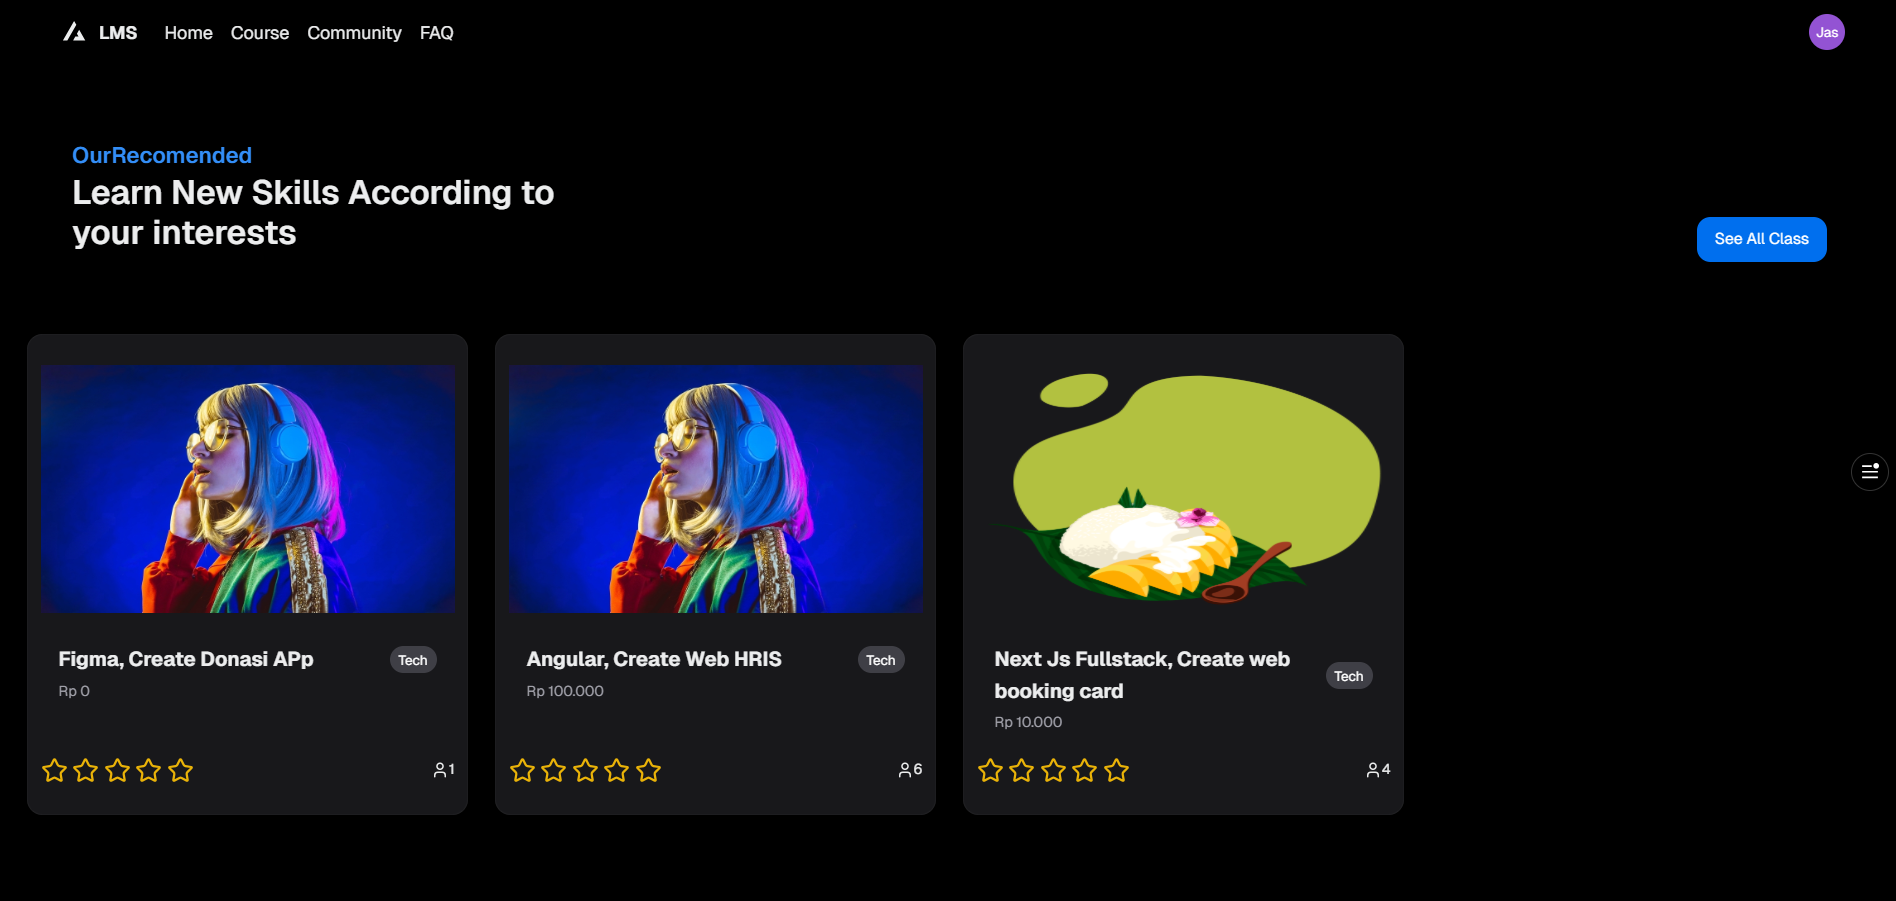 LMS Home Course Community FAQ Jas
OurRecomended
Learn New Skills According to
your interests
See All Class
Figma, Create Donasi APp
Tech
Rp 0
1
Angular, Create Web HRIS
Tech
Rp 100.000
6
Next Js Fullstack, Create web
booking card
Tech
Rp 10.000
4